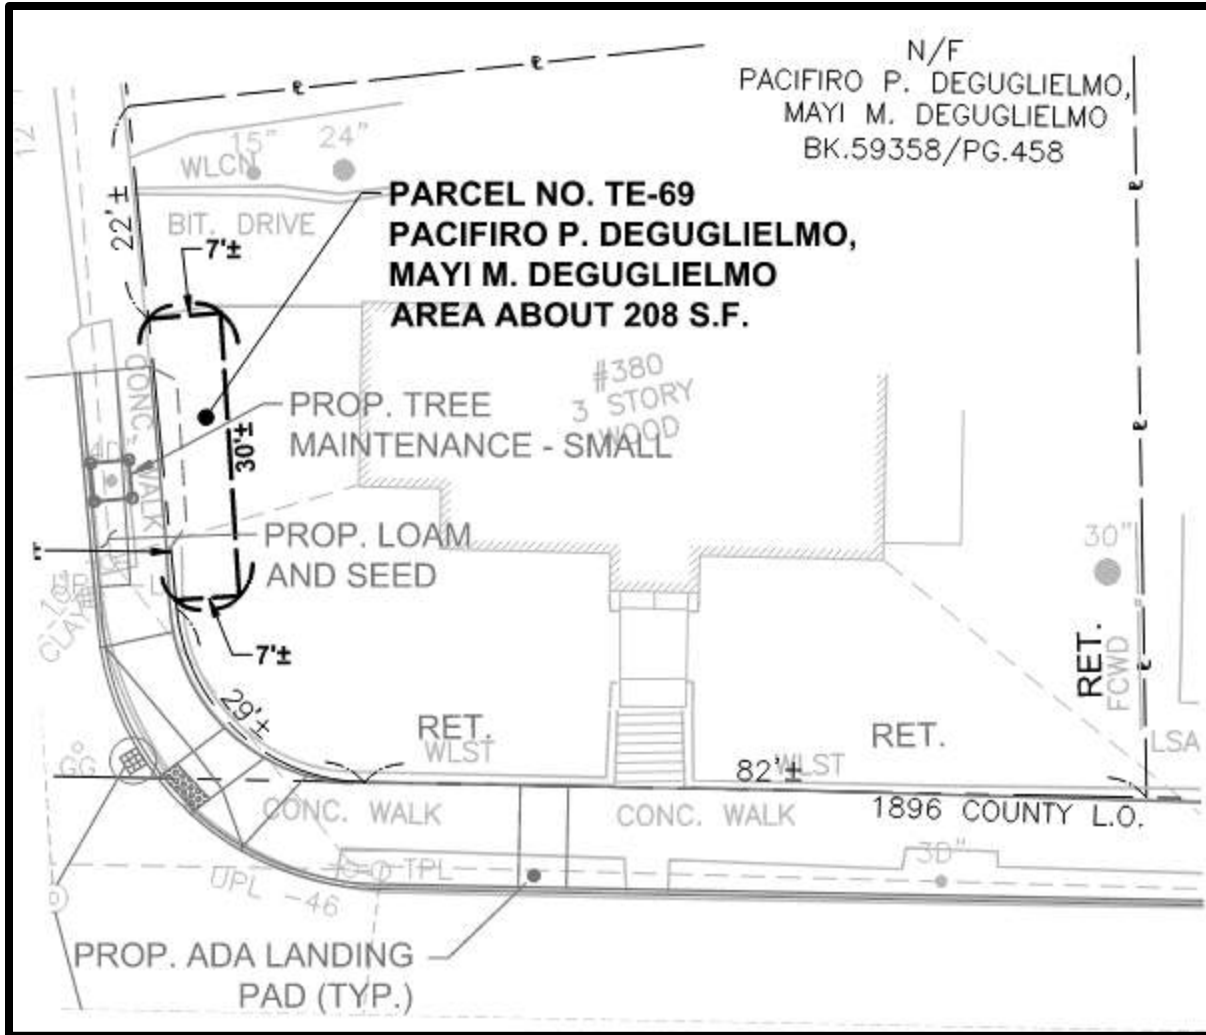 N/F
PACIFIRO P. DEGUGLIELMO,
MAYI M. DEGUGLIELMO
BK.59358/PG.458
12'
15"
24"
WLCN
BIT. DRIVE
22'±
7'±
PARCEL NO. TE-69
PACIFIRO P. DEGUGLIELMO,
MAYI M. DEGUGLIELMO
AREA ABOUT 208 S.F.
#380
3 STORY
WOOD
CONC. WALK
PROP. TREE
MAINTENANCE - SMALL
30'±
PROP. LOAM
AND SEED
CLAY
7'±
29'±
30"
RET.
FCWD
RET.
WLST
RET.
WLST
LSA
82'±
GG
CONC. WALK
CONC. WALK
1896 COUNTY L.O.
30"
TPL
UPL -46
PROP. ADA LANDING
PAD (TYP.)